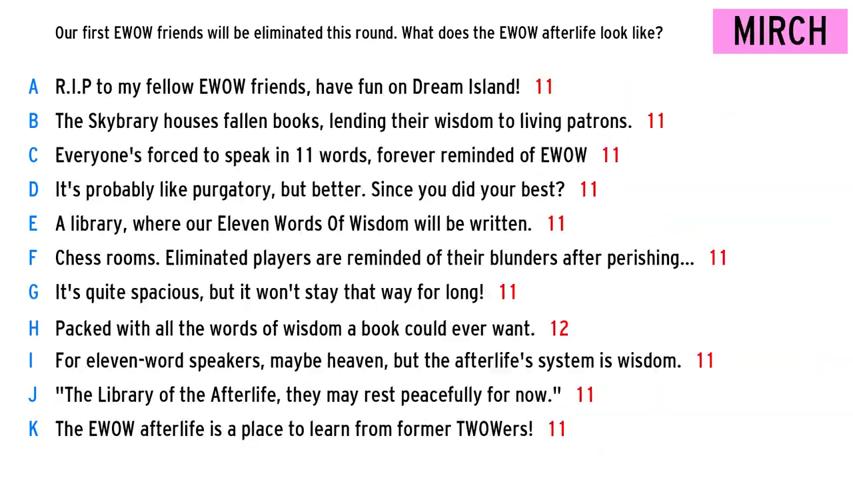 Our first EWOW friends will be eliminated this round. What does the EWOW afterlife look like?
MIRCH
A R.I.P to my fellow EWOW friends, have fun on Dream Island! 11
B The Skybrary houses fallen books, lending their wisdom to living patrons. 11
C Everyone's forced to speak in 11 words, forever reminded of EWOW 11
D It's probably like purgatory, but better. Since you did your best? 11
E A library, where our Eleven Words Of Wisdom will be written. 11
F Chess rooms. Eliminated players are reminded of their blunders after perishing... 11
G It's quite spacious, but it won't stay that way for long! 11
H Packed with all the words of wisdom a book could ever want. 12
I For eleven-word speakers, maybe heaven, but the afterlife's system is wisdom. 11
J "The Library of the Afterlife, they may rest peacefully for now." 11
K The EWOW afterlife is a place to learn from former TWOWers! 11